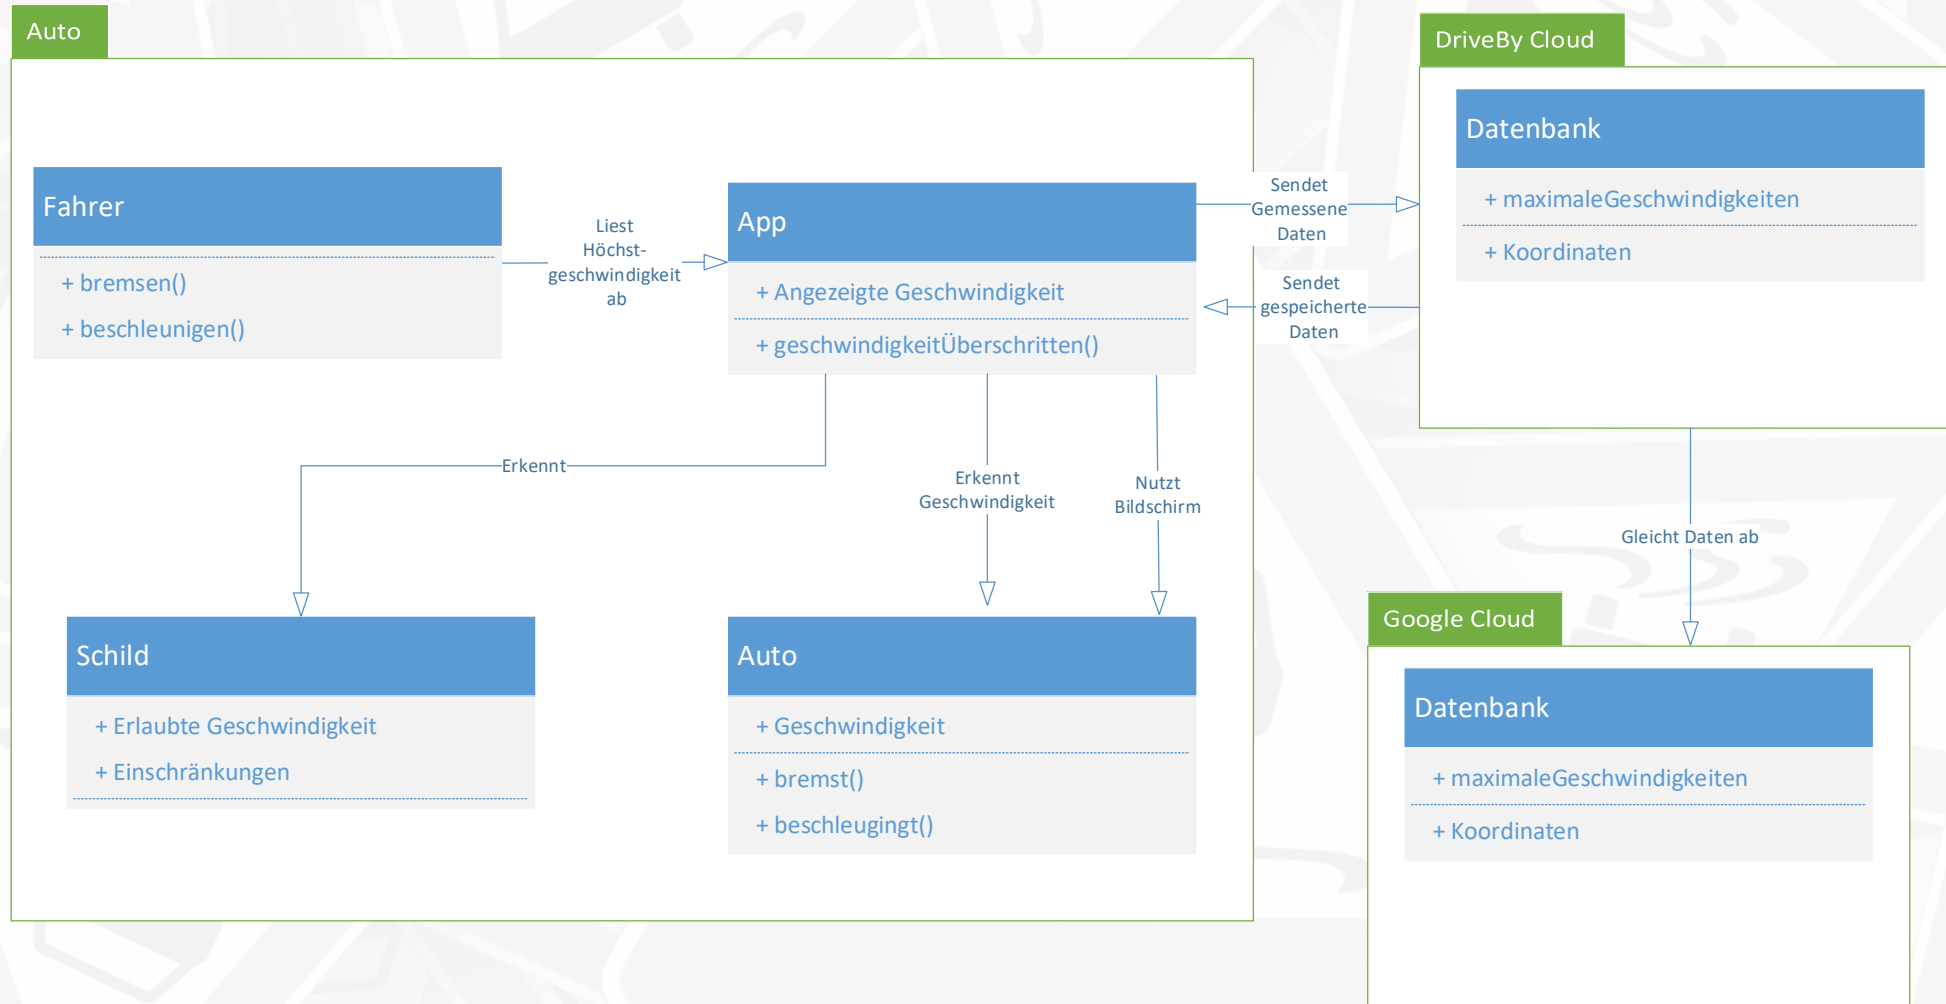 Auto
DriveBy Cloud
Datenbank
+ maximaleGeschwindigkeiten
+ Koordinaten
Fahrer
+ bremsen()
+ beschleunigen()
Liest
Höchst-
geschwindigkeit
ab
App
+ Angezeigte Geschwindigkeit
+ geschwindigkeitÜberschritten()
Sendet
Gemessene
Daten
Sendet
gespeicherte
Daten
Erkennt
Erkennt
Geschwindigkeit
Nutzt
Bildschirm
Gleicht Daten ab
Schild
+ Erlaubte Geschwindigkeit
+ Einschränkungen
Auto
+ Geschwindigkeit
+ bremst()
+ beschleugingt()
Google Cloud
Datenbank
+ maximaleGeschwindigkeiten
+ Koordinaten